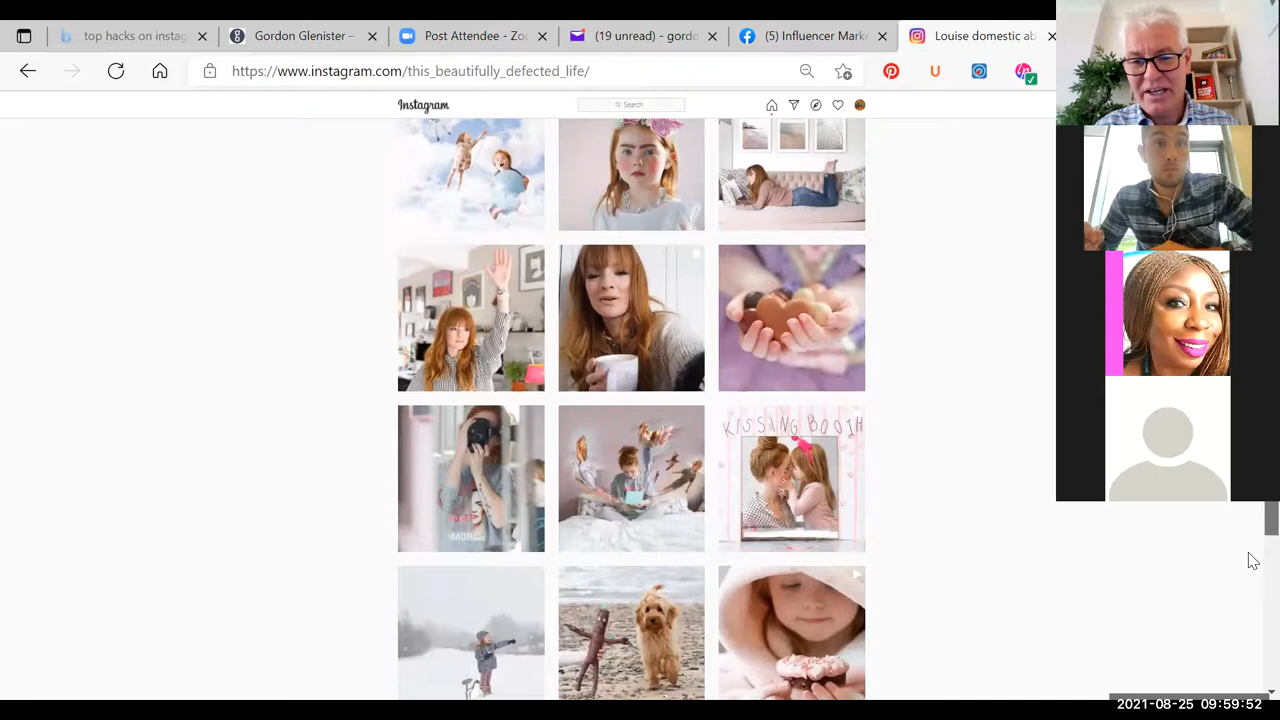 top hacks on instag
Gordon Glenister –
Post Attendee - Zo
(19 unread) - gordo
(5) Influencer Marke
Louise domestic ab
https://www.instagram.com/this_beautifully_defected_life/
Instagram
Search
KISSING BOOTH
2021-08-25 09:59:52